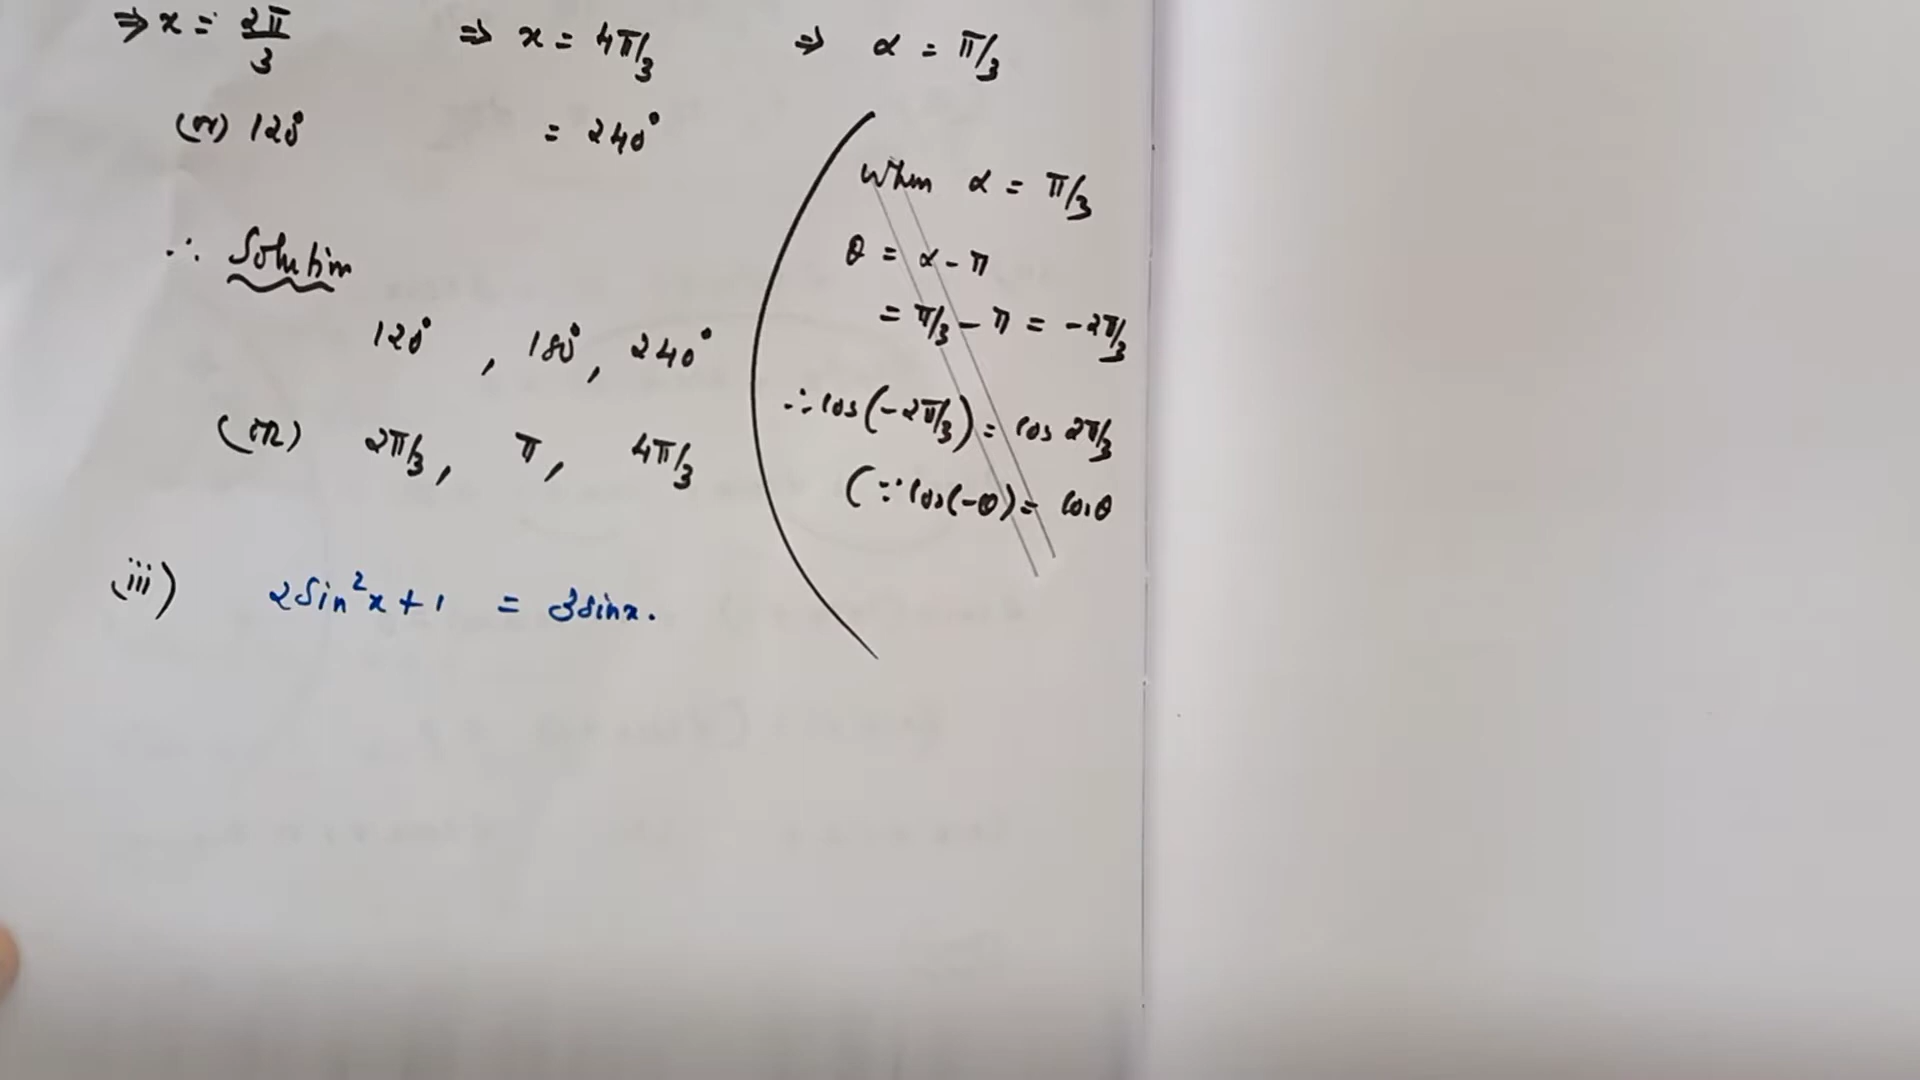 ⇒ x = 2π/3 ⇒ x = 4π/3 ⇒ α = π/3
(or) 120° = 240°
∴ Solution
120°, 180°, 240°
(or) 2π/3, π, 4π/3
When α = π/3
θ = α - π
= π/3 - π = -2π/3
∴ cos(-2π/3) = cos 2π/3
(∵ cos(-θ) = cosθ
iii) 2Sin²x + 1 = 3sinx.